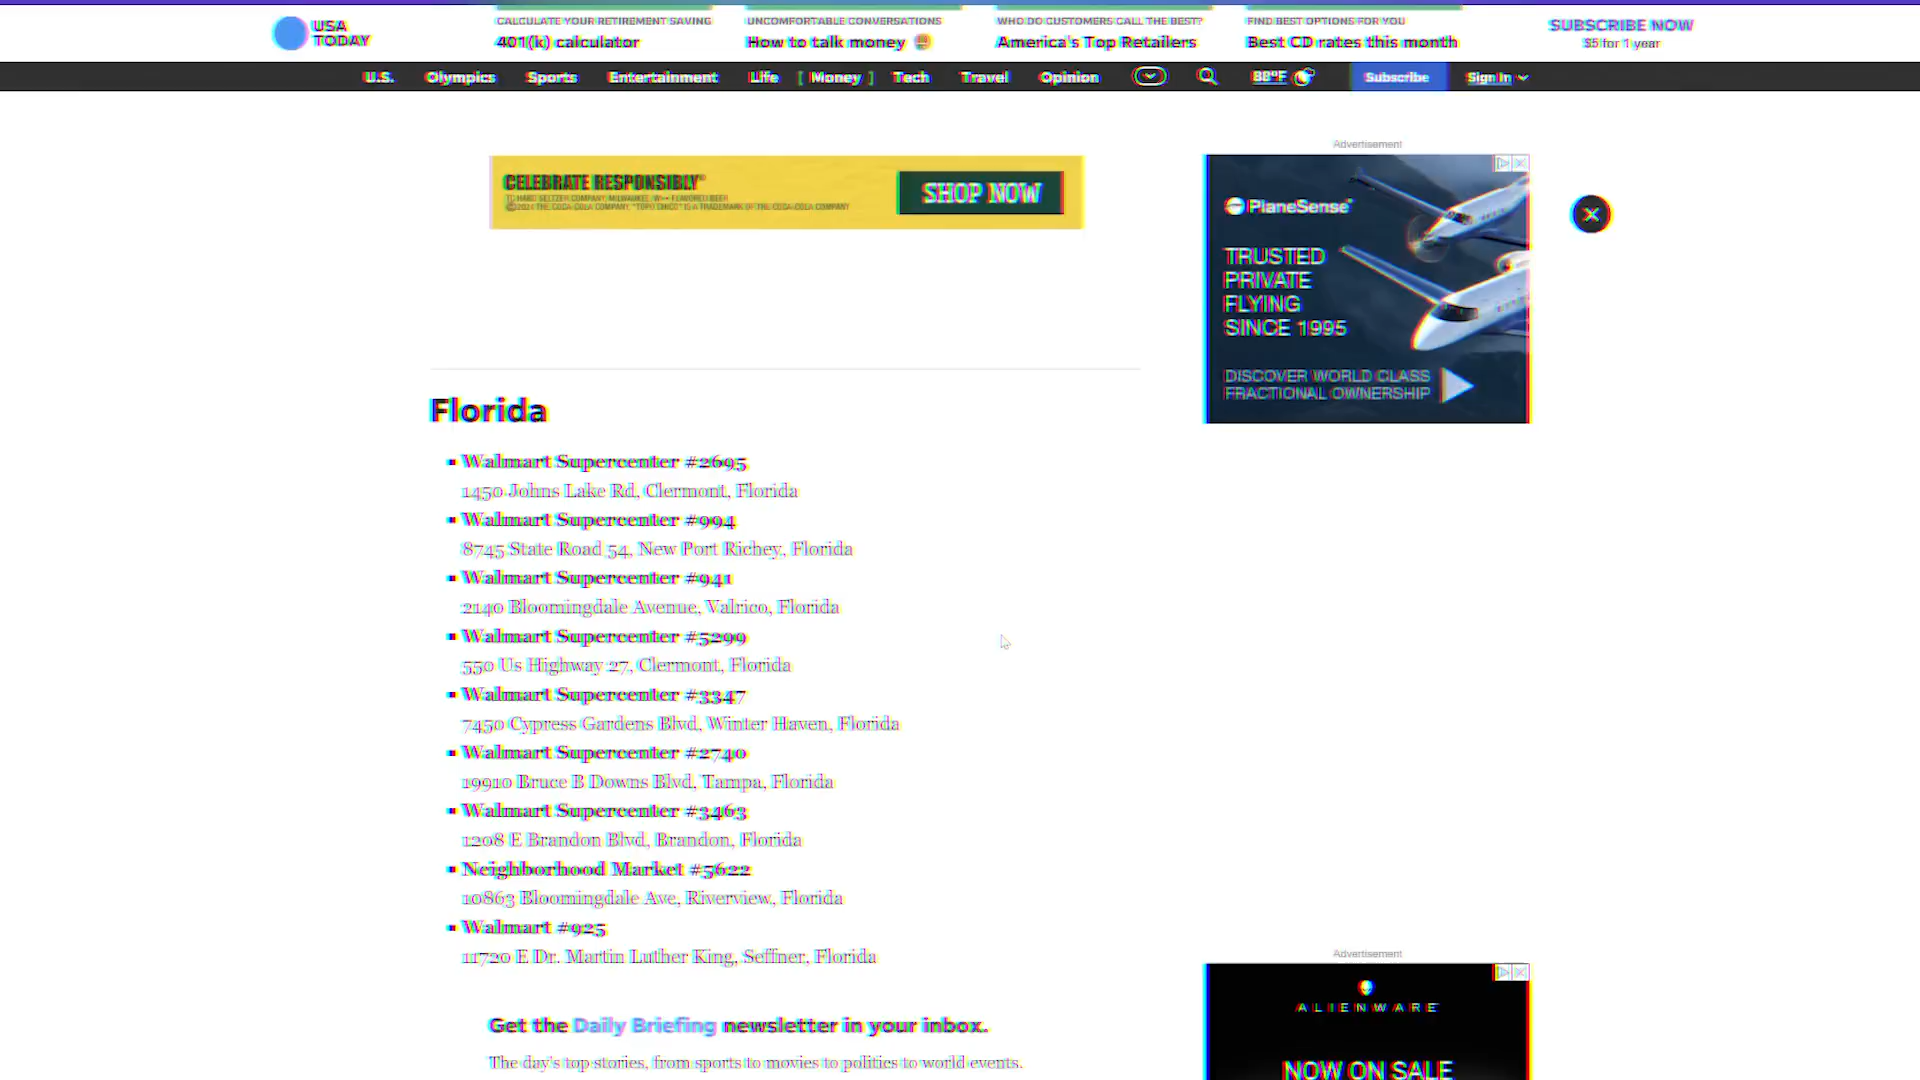 USA
TODAY
CALCULATE YOUR RETIREMENT SAVING
401(k) calculator
UNCOMFORTABLE CONVERSATIONS
How to talk money
WHO DO CUSTOMERS CALL THE BEST?
America's Top Retailers
FIND BEST OPTIONS FOR YOU
Best CD rates this month
SUBSCRIBE NOW
$5 for 1 year
U.S. Olympics Sports Entertainment Life [ Money ] Tech Travel Opinion 88°F Subscribe Sign In
CELEBRATE RESPONSIBLY®
SHOP NOW
Advertisement
PlaneSense
TRUSTED
PRIVATE
FLYING
SINCE 1995
DISCOVER WORLD CLASS
FRACTIONAL OWNERSHIP
Florida
▪ Walmart Supercenter #2695
1450 Johns Lake Rd, Clermont, Florida
▪ Walmart Supercenter #994
8745 State Road 54, New Port Richey, Florida
▪ Walmart Supercenter #941
2140 Bloomingdale Avenue, Valrico, Florida
▪ Walmart Supercenter #5299
550 Us Highway 27, Clermont, Florida
▪ Walmart Supercenter #3347
7450 Cypress Gardens Blvd, Winter Haven, Florida
▪ Walmart Supercenter #2740
19910 Bruce B Downs Blvd, Tampa, Florida
▪ Walmart Supercenter #3463
1208 E Brandon Blvd, Brandon, Florida
▪ Neighborhood Market #5622
10863 Bloomingdale Ave, Riverview, Florida
▪ Walmart #925
11720 E Dr. Martin Luther King, Seffner, Florida
Get the Daily Briefing newsletter in your inbox.
The day's top stories, from sports to movies to politics to world events.
Advertisement
ALIENWARE
NOW ON SALE